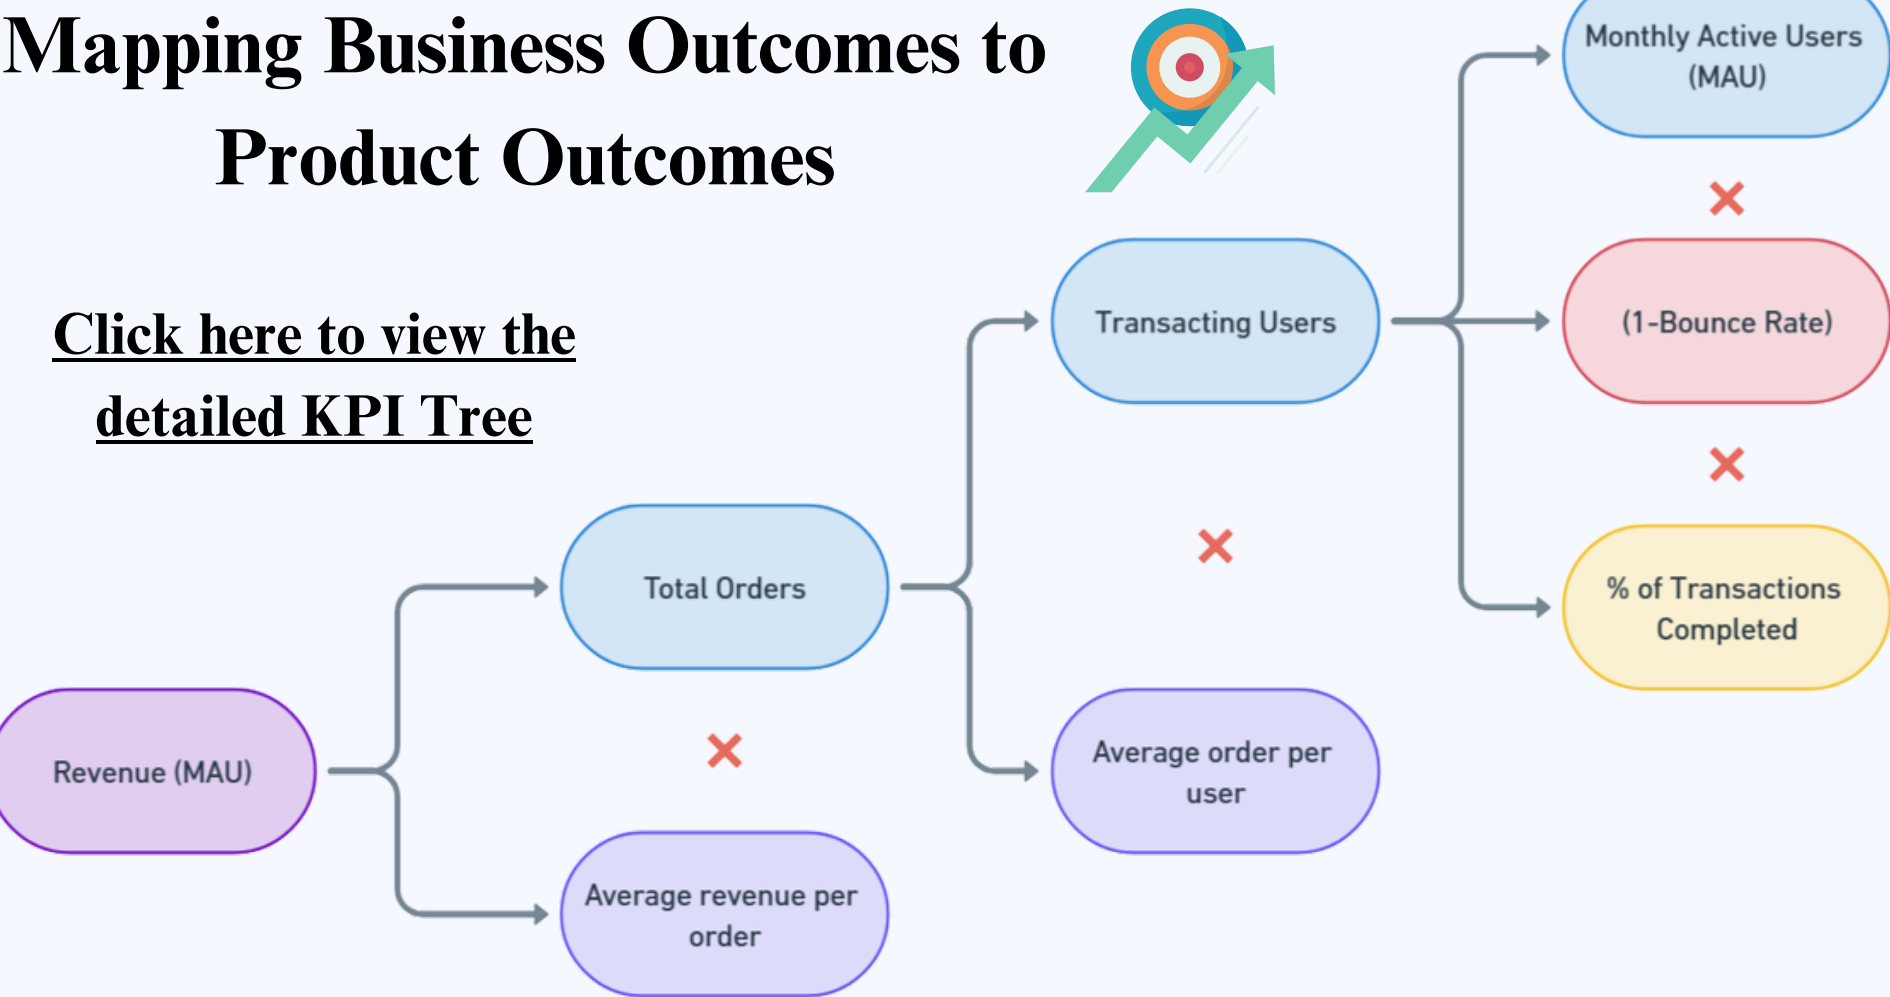 Mapping Business Outcomes to
Product Outcomes
Click here to view the
detailed KPI Tree
Monthly Active Users
(MAU)
Transacting Users
(1-Bounce Rate)
Total Orders
% of Transactions
Completed
Revenue (MAU)
Average order per
user
Average revenue per
order